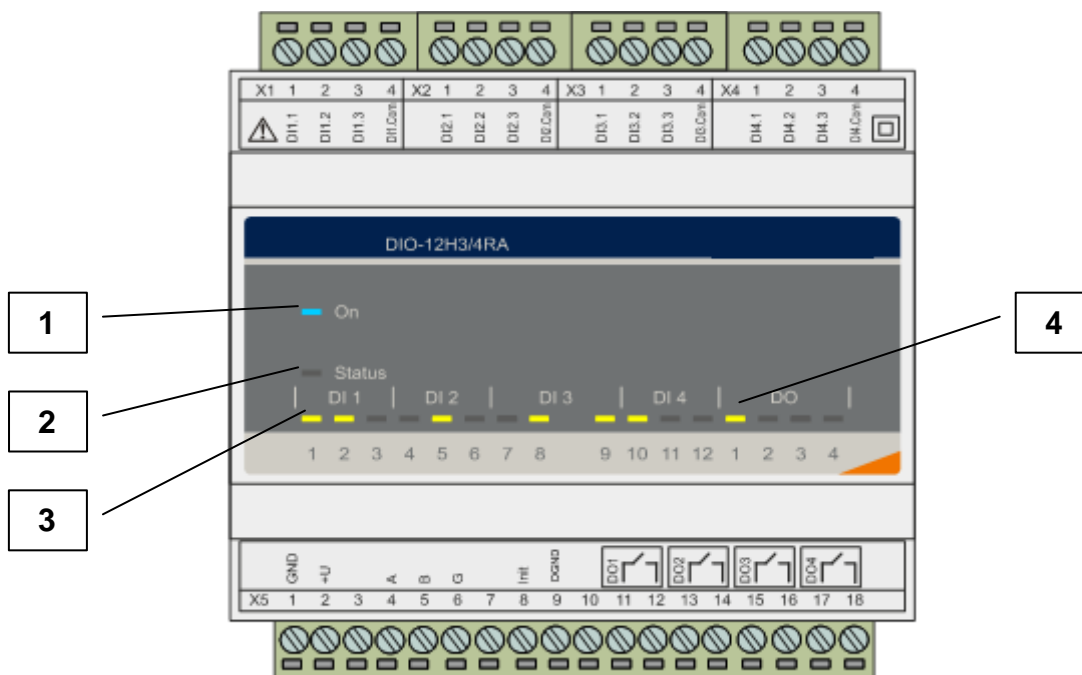 X1 1 2 3 4 X2 1 2 3 4 X3 1 2 3 4 X4 1 2 3 4
DI1.1 DI1.2 DI1.3 DI1.Com DI2.1 DI2.2 DI2.3 DI2.Com DI3.1 DI3.2 DI3.3 DI3.Com DI4.1 DI4.2 DI4.3 DI4.Com
DIO-12H3/4RA
1
On
4
2
Status
DI 1 DI 2 DI 3 DI 4 DO
3
1 2 3 4 5 6 7 8 9 10 11 12 1 2 3 4
GND +U A B G Init DGND DO1 DO2 DO3 DO4
X5 1 2 3 4 5 6 7 8 9 10 11 12 13 14 15 16 17 18